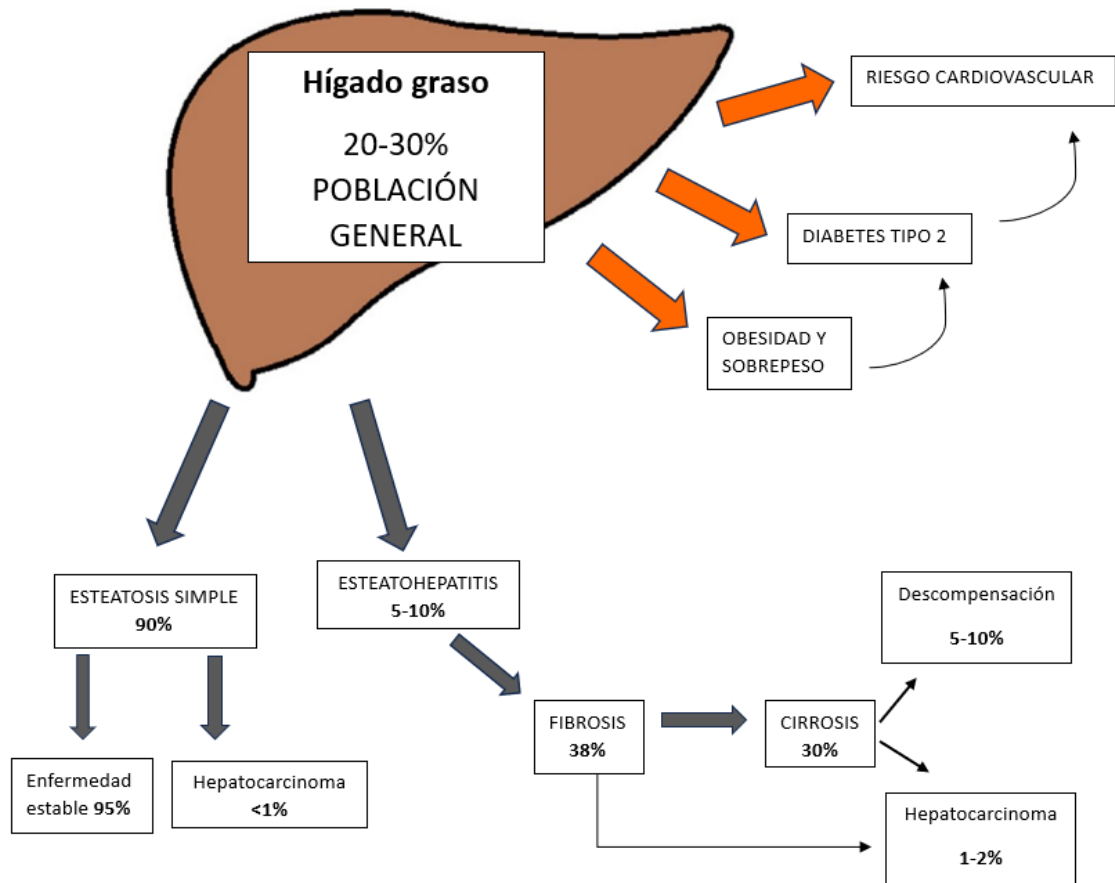 Hígado graso
20-30%
POBLACIÓN
GENERAL
RIESGO CARDIOVASCULAR
DIABETES TIPO 2
OBESIDAD Y
SOBREPESO
ESTEATOSIS SIMPLE
90%
ESTEATOHEPATITIS
5-10%
Enfermedad
estable 95%
Hepatocarcinoma
<1%
FIBROSIS
38%
CIRROSIS
30%
Descompensación
5-10%
Hepatocarcinoma
1-2%